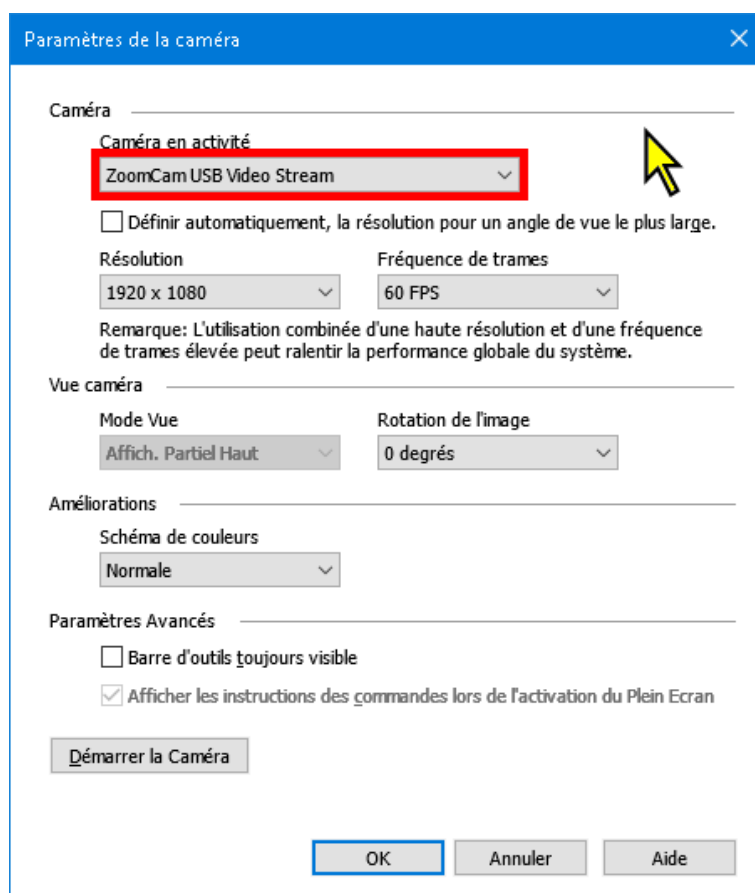 Paramètres de la caméra
Caméra
Caméra en activité
ZoomCam USB Video Stream
Définir automatiquement, la résolution pour un angle de vue le plus large.
Résolution Fréquence de trames
1920 x 1080 60 FPS
Remarque: L'utilisation combinée d'une haute résolution et d'une fréquence
de trames élevée peut ralentir la performance globale du système.
Vue caméra
Mode Vue Rotation de l'image
Affich. Partiel Haut 0 degrés
Améliorations
Schéma de couleurs
Normale
Paramètres Avancés
Barre d'outils toujours visible
Afficher les instructions des commandes lors de l'activation du Plein Ecran
Démarrer la Caméra
OK Annuler Aide